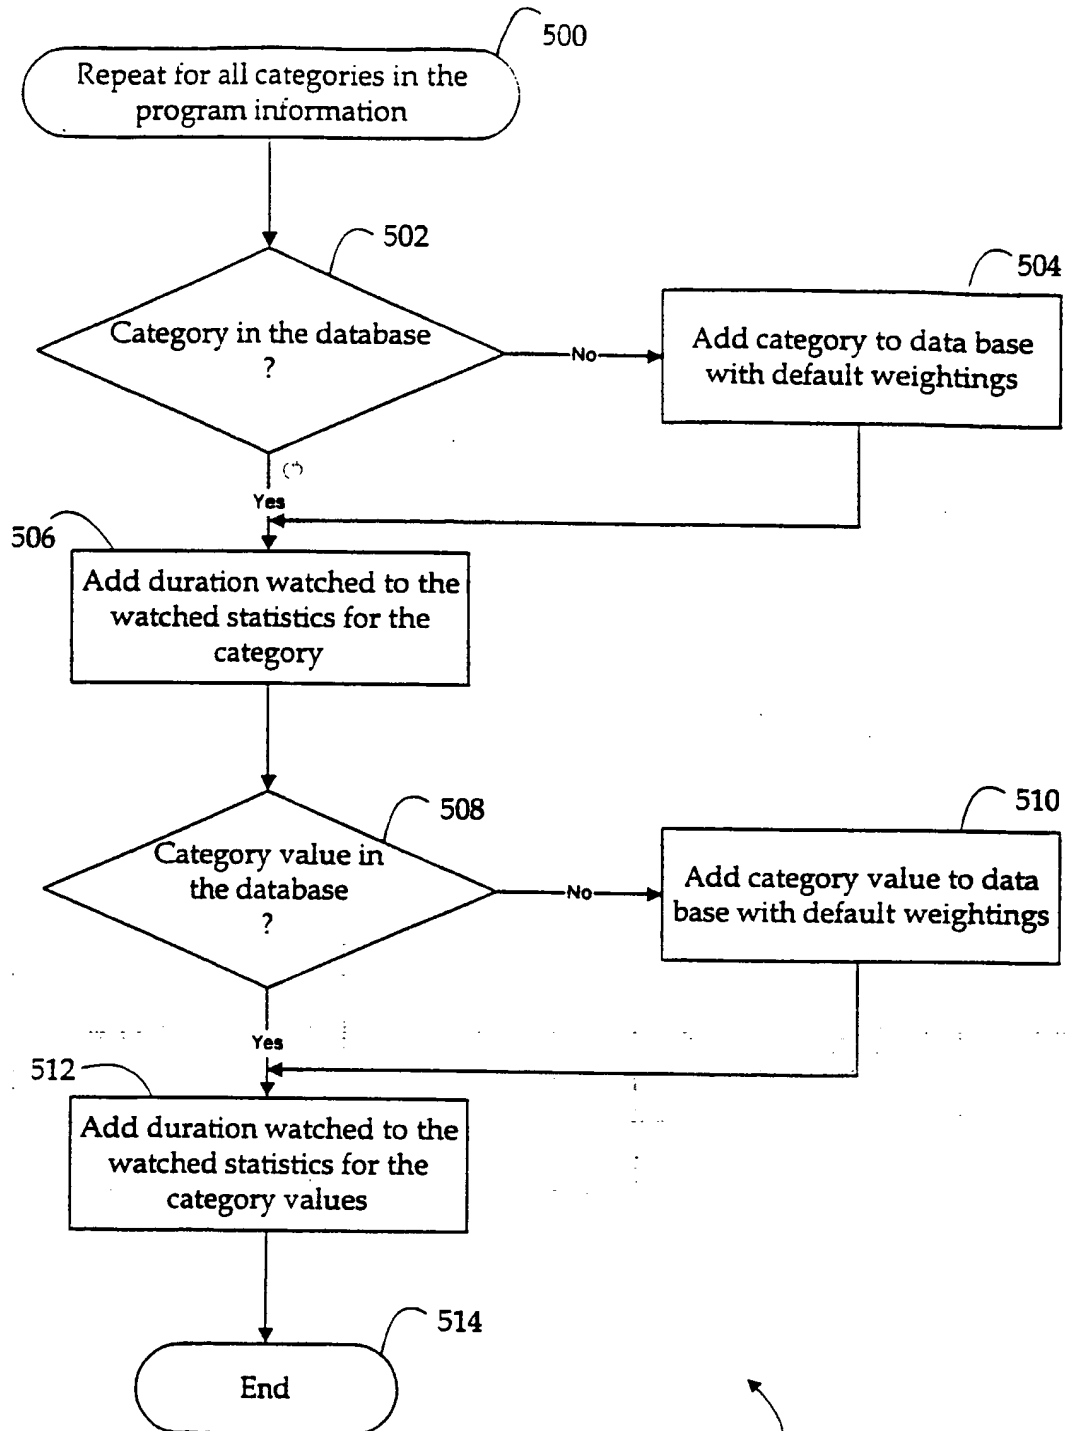 500
Repeat for all categories in the
program information
502
Category in the database
?
No
504
Add category to data base
with default weightings
Yes
506
Add duration watched to the
watched statistics for the
category
508
Category value in
the database
?
No
510
Add category value to data
base with default weightings
Yes
512
Add duration watched to the
watched statistics for the
category values
514
End